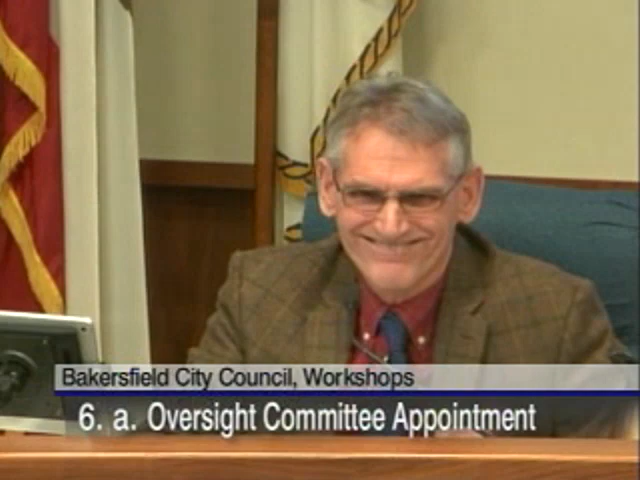 Bakersfield City Council, Workshops
6. a. Oversight Committee Appointment